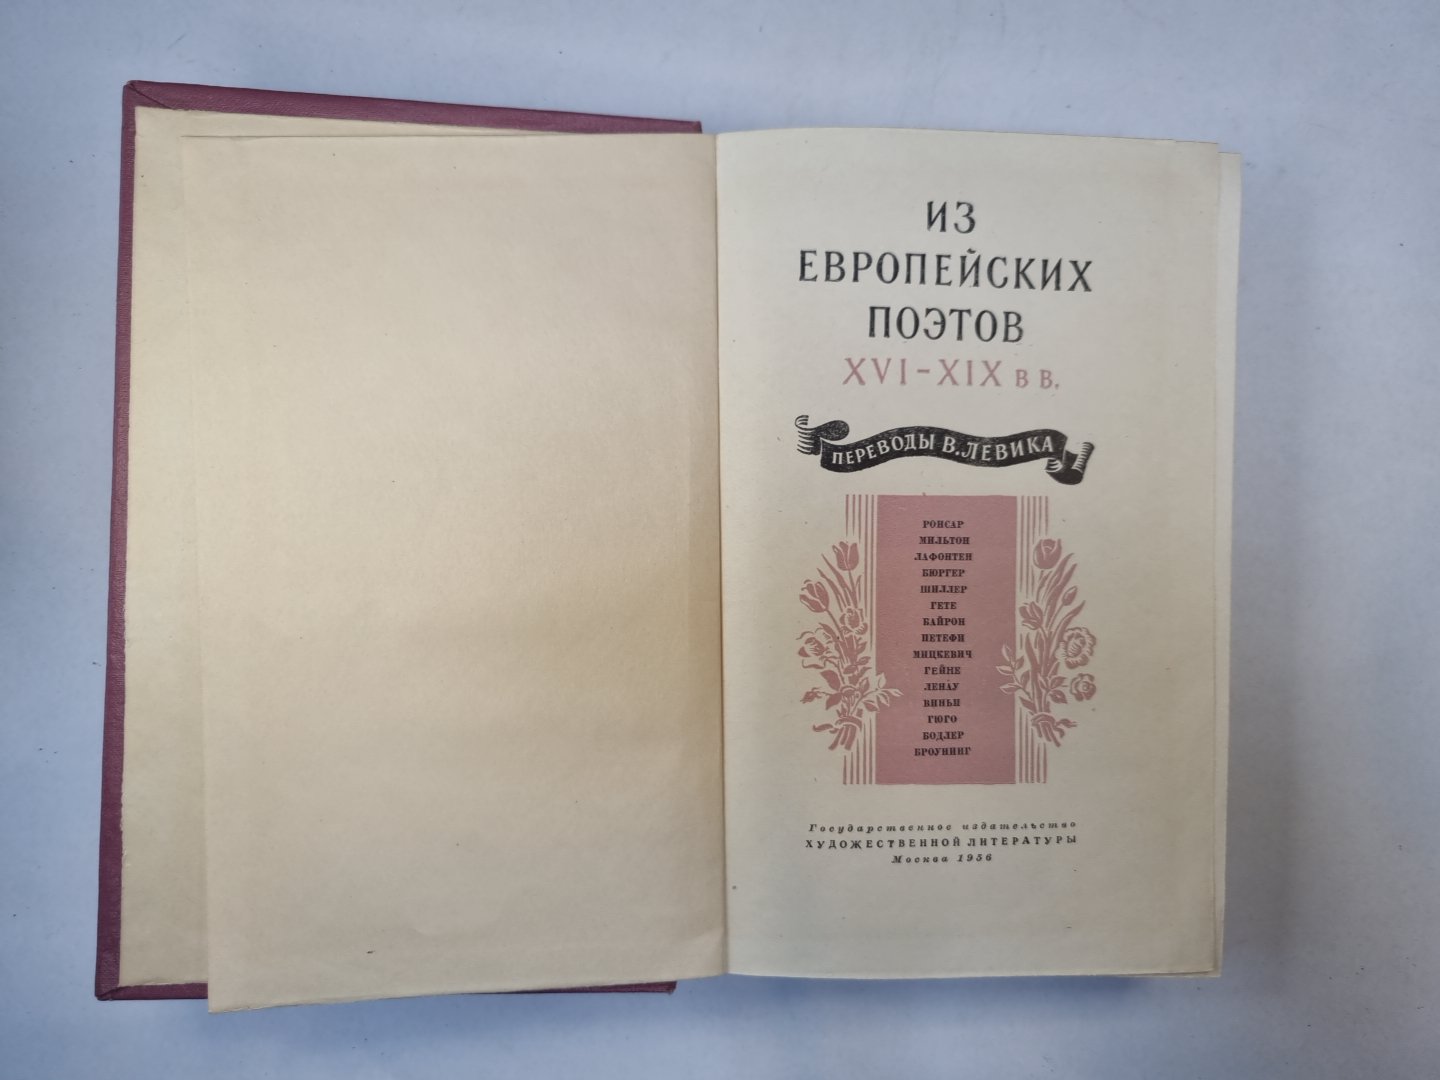 ИЗ
ЕВРОПЕЙСКИХ
ПОЭТОВ
XVI–XIX ВВ.
ПЕРЕВОДЫ В. ЛЕВИКА
РОНСАР
МИЛЬТОН
ЛАФОНТЕН
БЮРГЕР
ШИЛЛЕР
ГЕТЕ
БАЙРОН
ПЕТЕФИ
МИЦКЕВИЧ
ГЕЙНЕ
ЛЕНАУ
ВИНЬИ
ГЮГО
БОДЛЕР
БРОУНИНГ
Государственное издательство
ХУДОЖЕСТВЕННОЙ ЛИТЕРАТУРЫ
Москва 1956